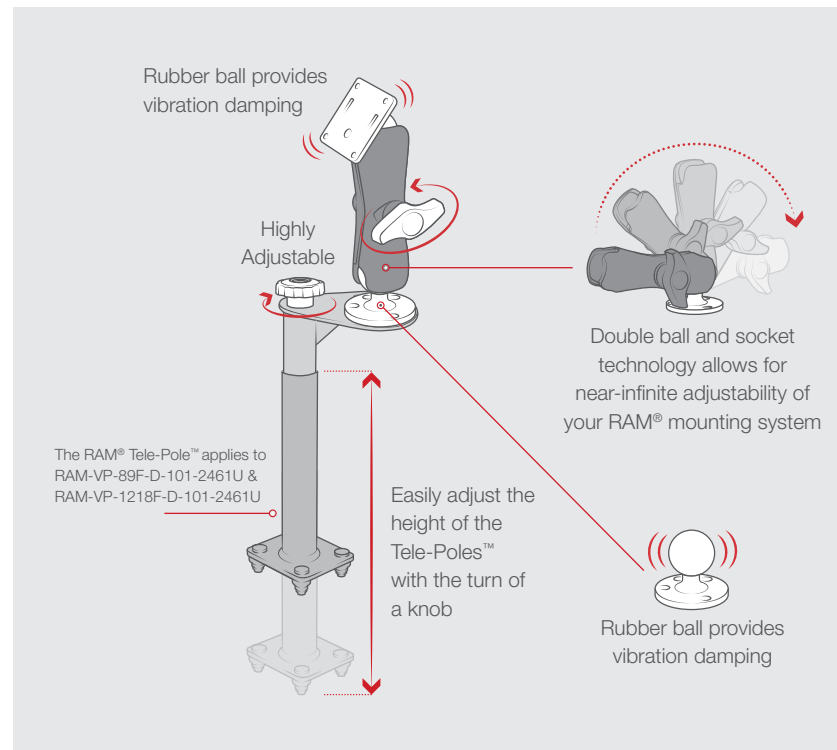 Rubber ball provides
vibration damping
Highly
Adjustable
Double ball and socket
technology allows for
near-infinite adjustability of
your RAM® mounting system
The RAM® Tele-Pole™ applies to
RAM-VP-89F-D-101-2461U &
RAM-VP-1218F-D-101-2461U
Easily adjust the
height of the
Tele-Poles™
with the turn of
a knob
Rubber ball provides
vibration damping